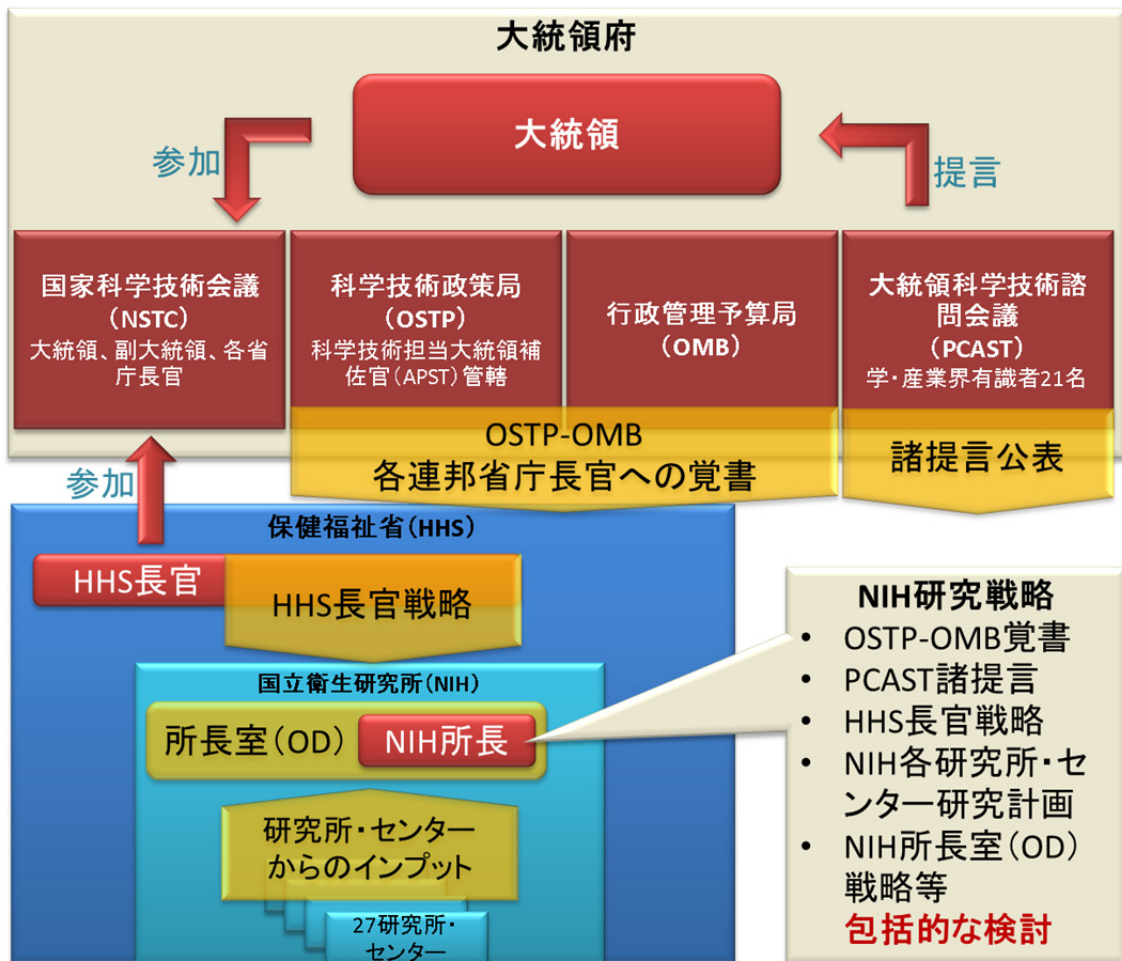 大統領府
大統領
参加
提言
国家科学技術会議
(NSTC)
大統領、副大統領、各省
庁長官
科学技術政策局
(OSTP)
科学技術担当大統領補
佐官(APST)管轄
行政管理予算局
(OMB)
大統領科学技術諮
問会議
(PCAST)
学・産業界有識者21名
OSTP-OMB
各連邦省庁長官への覚書
諸提言公表
参加
保健福祉省(HHS)
HHS長官
HHS長官戦略
国立衛生研究所(NIH)
所長室(OD)
NIH所長
研究所・センター
からのインプット
27研究所・
センター
NIH研究戦略
• OSTP-OMB覚書
• PCAST諸提言
• HHS長官戦略
• NIH各研究所・セ
ンター研究計画
• NIH所長室(OD)
戦略等
包括的な検討